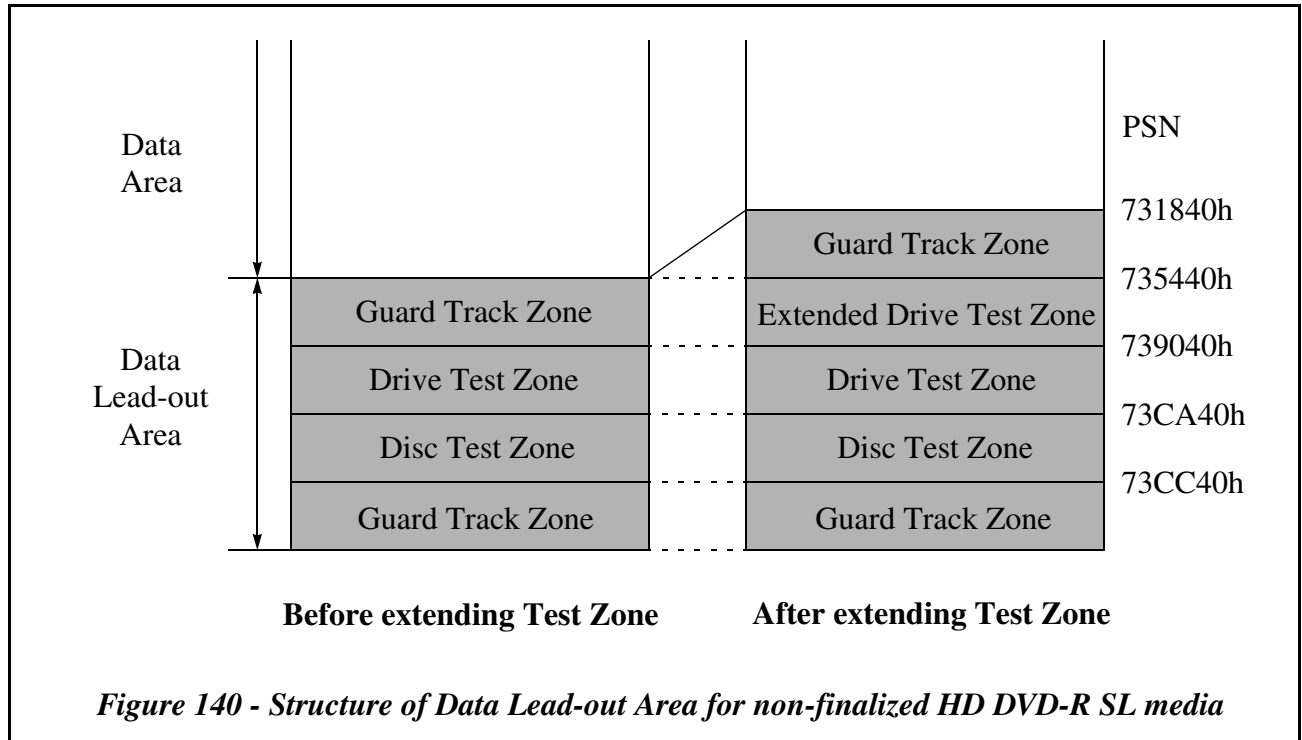 PSN
Data
Area
731840h
Guard Track Zone
735440h
Guard Track Zone
Extended Drive Test Zone
739040h
Data
Lead-out
Area
Drive Test Zone
Drive Test Zone
73CA40h
Disc Test Zone
Disc Test Zone
73CC40h
Guard Track Zone
Guard Track Zone
Before extending Test Zone
After extending Test Zone
Figure 140 - Structure of Data Lead-out Area for non-finalized HD DVD-R SL media